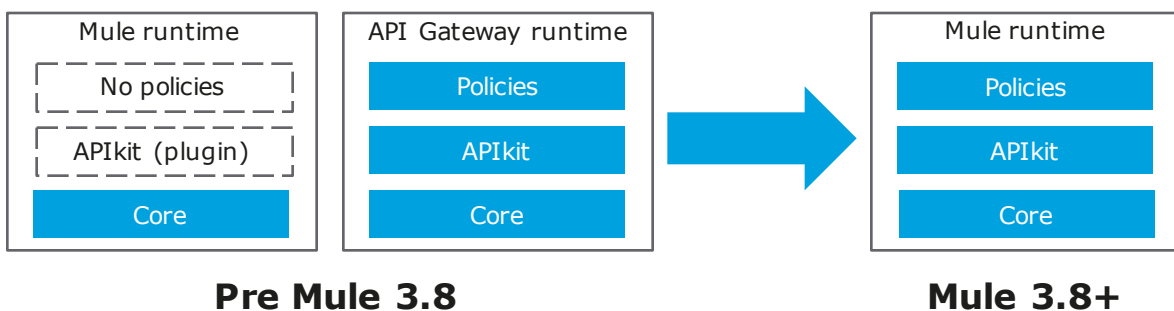 Mule runtime
No policies
APIkit (plugin)
Core
API Gateway runtime
Policies
APIkit
Core
Mule runtime
Policies
APIkit
Core
Pre Mule 3.8
Mule 3.8+